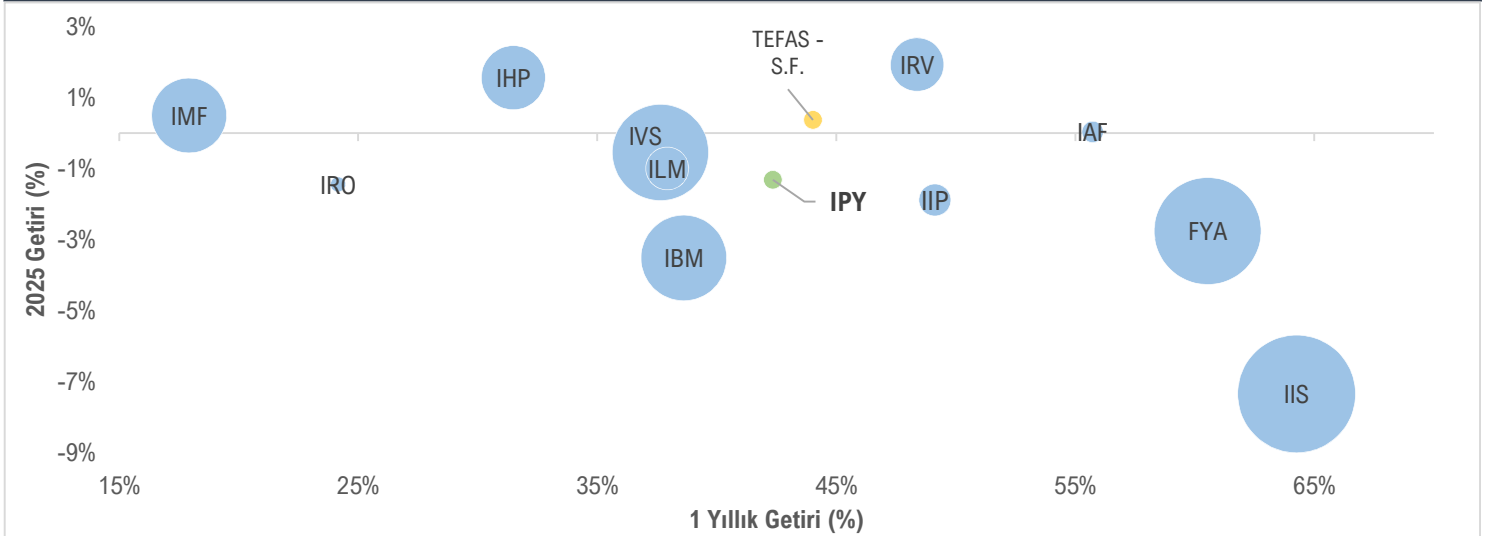 3%
1%
-1%
-3%
-5%
-7%
-9%
2025 Getiri (%)
IMF
IHP
TEFAS -
S.F.
IRV
IAF
IVS
ILM
IRO
IPY
IIP
IBM
FYA
IIS
15%
25%
35%
45%
55%
65%
1 Yıllık Getiri (%)